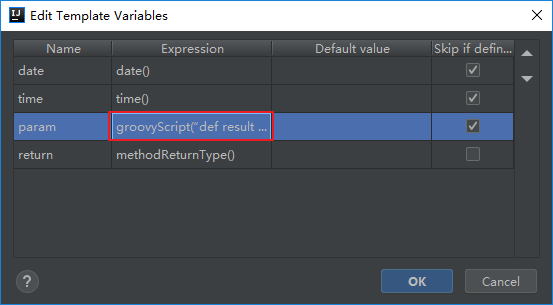 IJ Edit Template Variables
Name Expression Default value Skip if defin...
date date()
time time()
param groovyScript("def result ...
return methodReturnType()
? OK Cancel